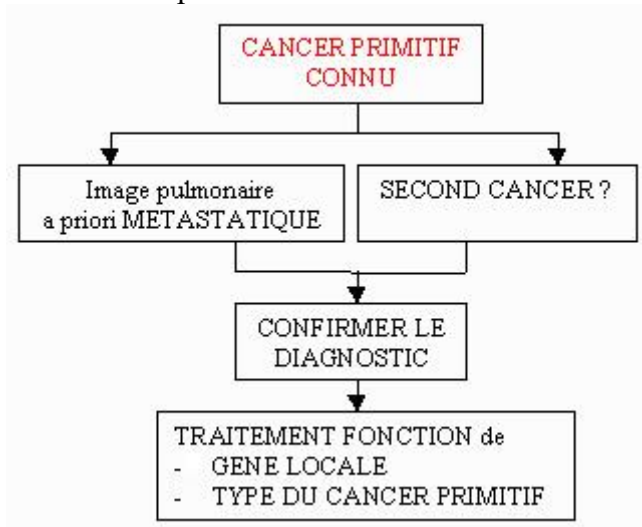 CANCER PRIMITIF
CONNU
Image pulmonaire
a priori METASTATIQUE
SECOND CANCER ?
CONFIRMER LE
DIAGNOSTIC
TRAITEMENT FONCTION de
- GENE LOCALE
- TYPE DU CANCER PRIMITIF